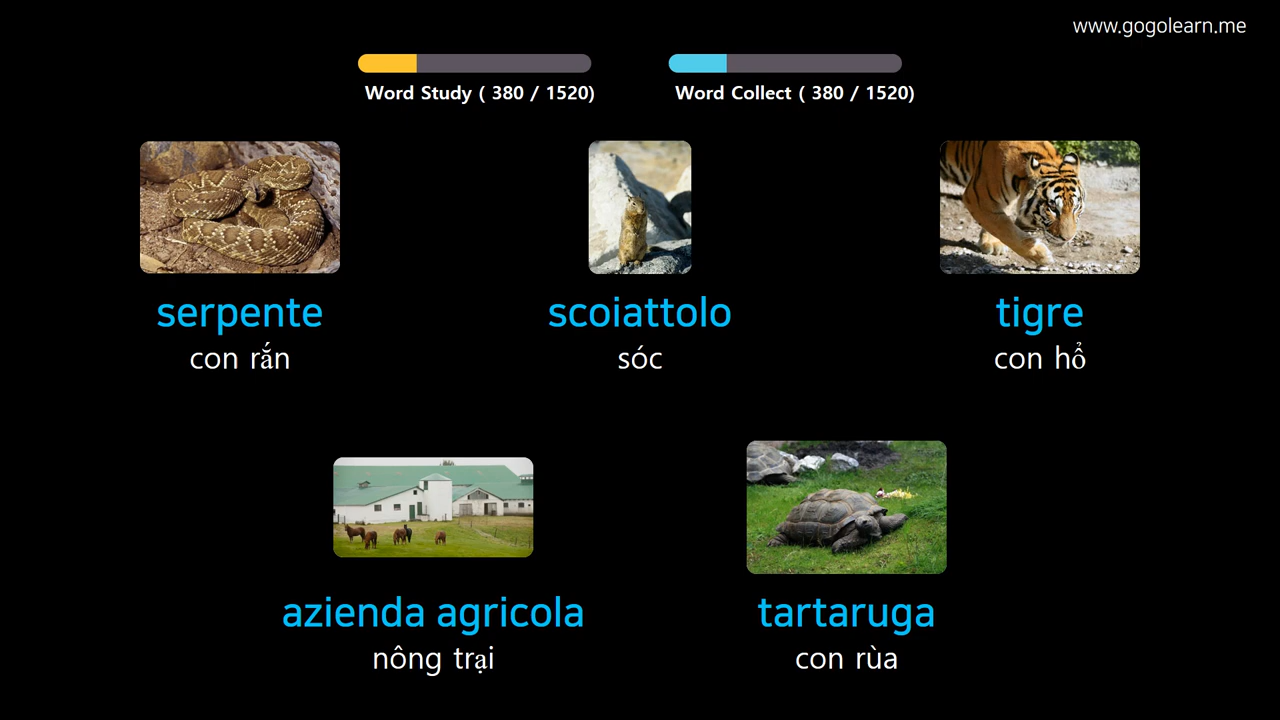 www.gogolearn.me
Word Study ( 380 / 1520)
Word Collect ( 380 / 1520)
serpente
con rắn
scoiattolo
sóc
tigre
con hổ
azienda agricola
nông trại
tartaruga
con rùa